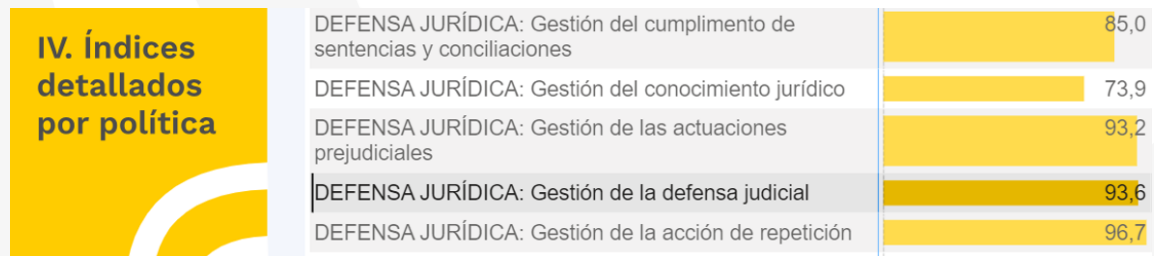 IV. Índices
detallados
por política
DEFENSA JURÍDICA: Gestión del cumplimento de
sentencias y conciliaciones
85,0
DEFENSA JURÍDICA: Gestión del conocimiento jurídico
73,9
DEFENSA JURÍDICA: Gestión de las actuaciones
prejudiciales
93,2
DEFENSA JURÍDICA: Gestión de la defensa judicial
93,6
DEFENSA JURÍDICA: Gestión de la acción de repetición
96,7